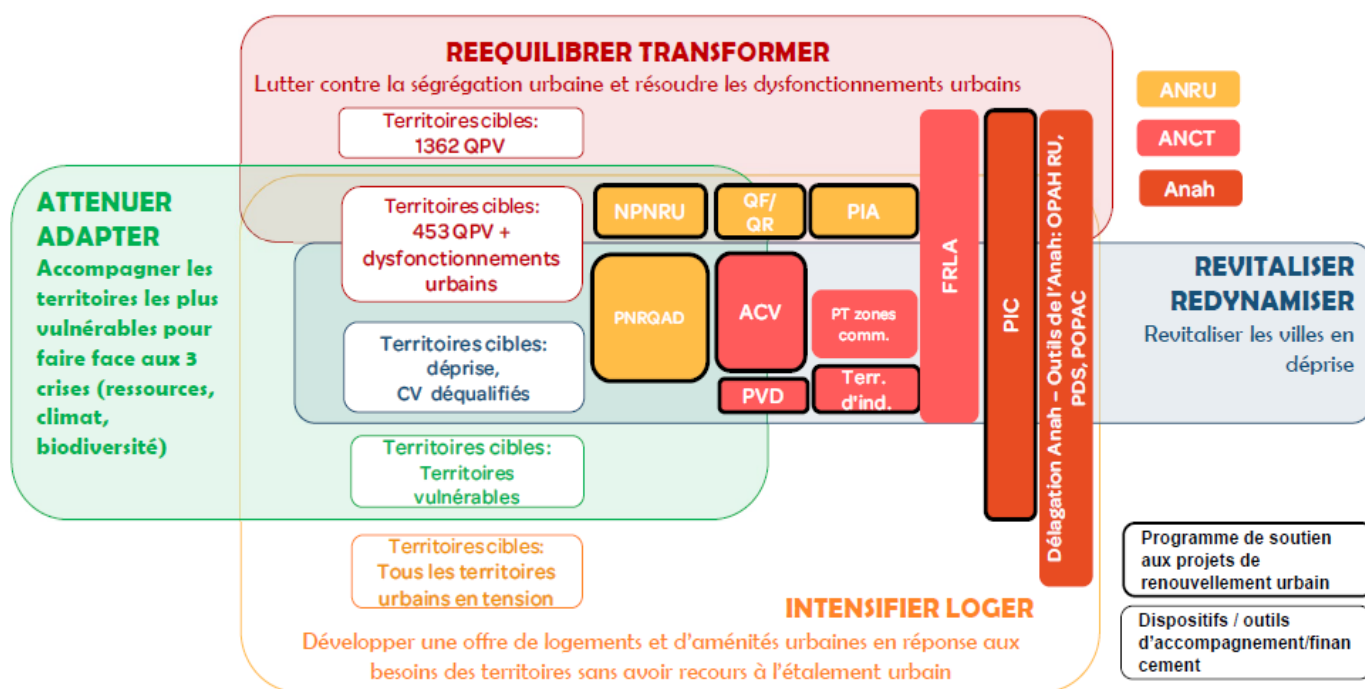 REEQUILIBRER TRANSFORMER
Lutter contre la ségrégation urbaine et résoudre les dysfonctionnements urbains
Territoires cibles:
1362 QPV
ANRU
ANCT
Anah
ATTENUER
ADAPTER
Accompagner les
territoires les plus
vulnérables pour
faire face aux 3
crises (ressources,
climat,
biodiversité)
Territoires cibles:
453 QPV +
dysfonctionnements
urbains
NPNRU
QF/
QR
PIA
PNRQAD
ACV
PT zones
comm.
PVD
Terr.
d'ind.
FRLA
PIC
Délagation Anah – Outils de l'Anah: OPAH RU,
PDS, POPAC
REVITALISER
REDYNAMISER
Revitaliser les villes en
déprise
Territoires cibles:
déprise,
CV déqualifiés
Territoires cibles:
Territoires
vulnérables
Territoires cibles:
Tous les territoires
urbains en tension
INTENSIFIER LOGER
Développer une offre de logements et d'aménités urbaines en réponse aux
besoins des territoires sans avoir recours à l'étalement urbain
Programme de soutien
aux projets de
renouvellement urbain
Dispositifs / outils
d'accompagnement/finan
cement